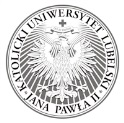 KATOLICKI UNIWERSYTET LUBELSKI
JANA PAWŁA II